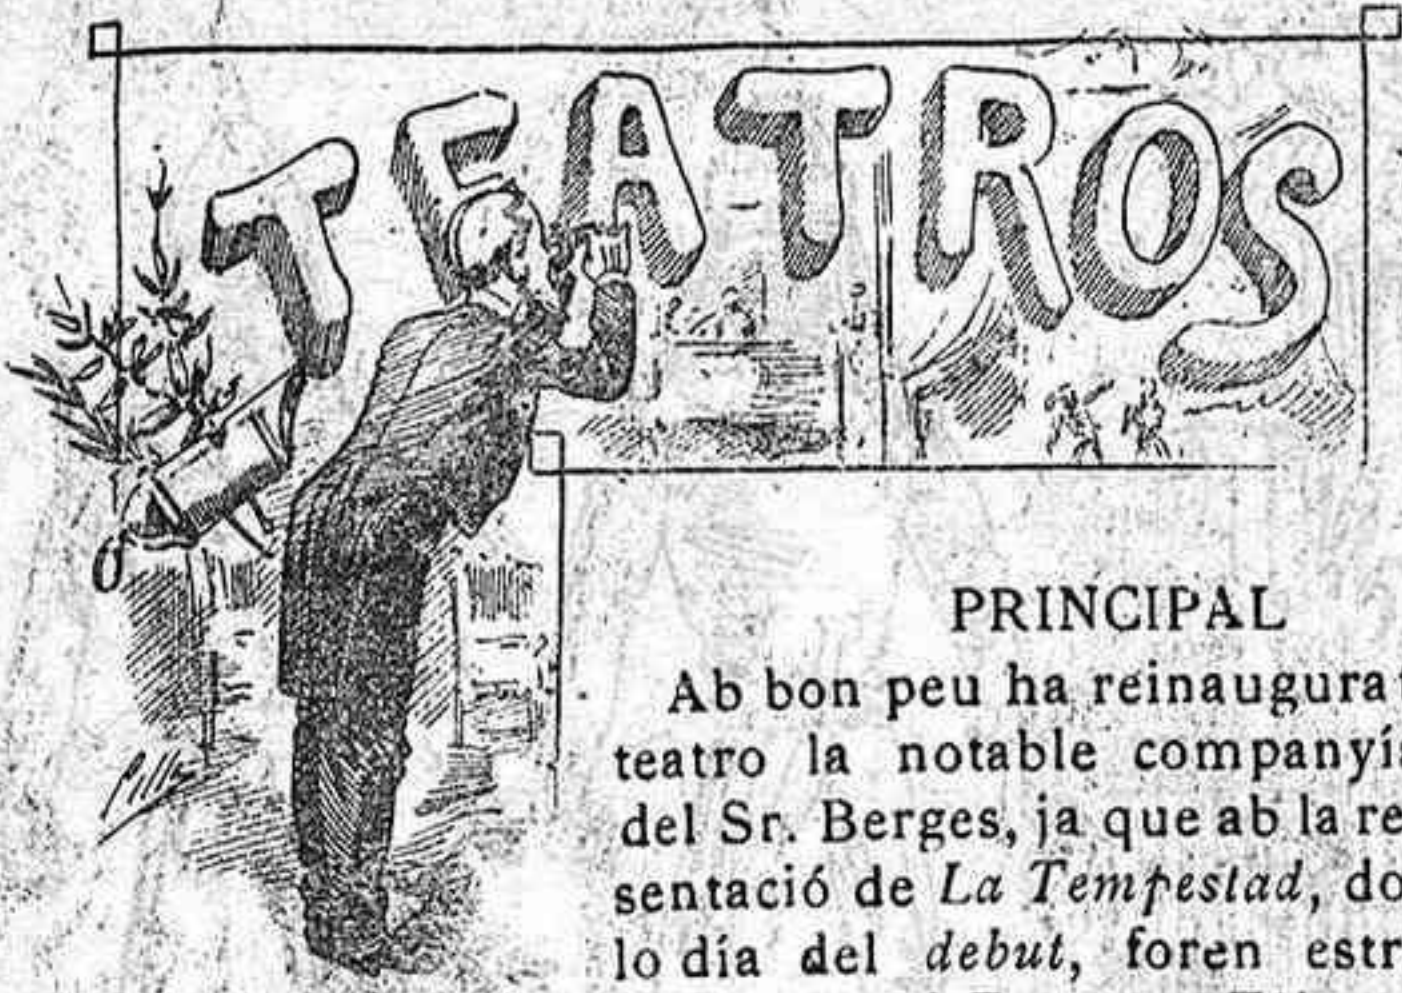 TEATROS
PRINCIPAL
Ab bon peu ha reinaugurat
teatro la notable companyía
del Sr. Berges, ja que ab la re
sentació de La Tempestad, do
lo día del debut, foren estr